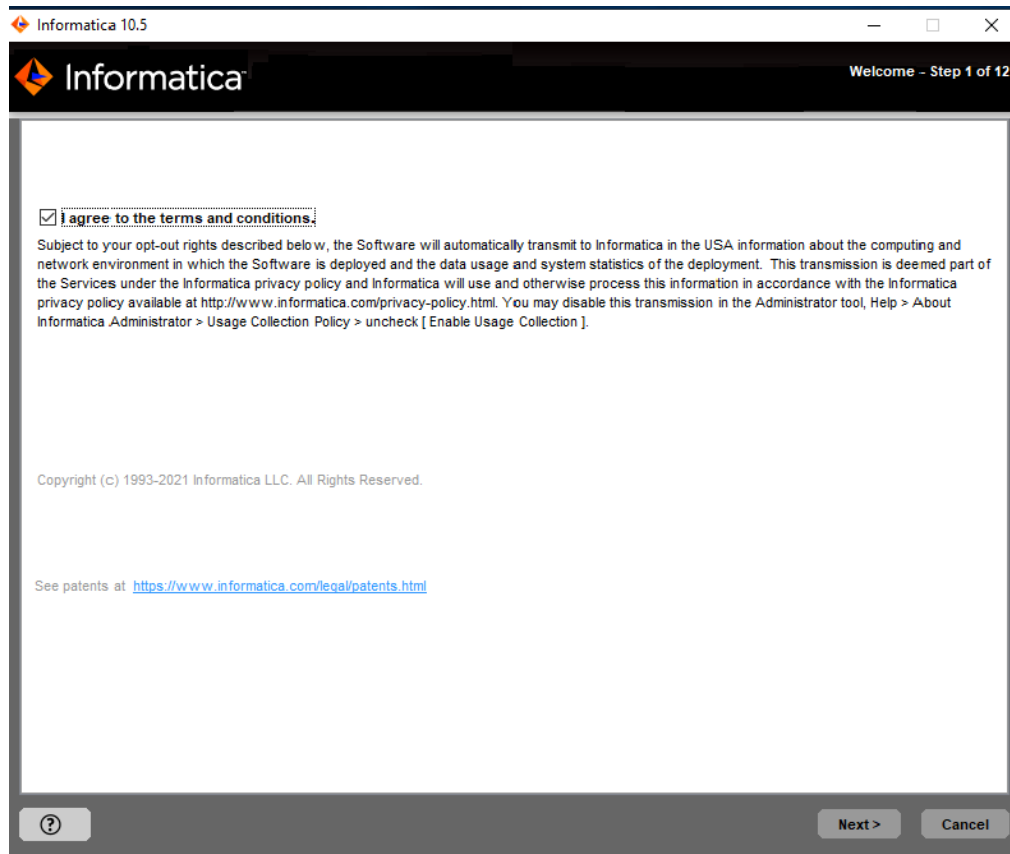 Informatica 10.5
Informatica
Welcome - Step 1 of 12
I agree to the terms and conditions.
Subject to your opt-out rights described below, the Software will automatically transmit to Informatica in the USA information about the computing and
network environment in which the Software is deployed and the data usage and system statistics of the deployment. This transmission is deemed part of
the Services under the Informatica privacy policy and Informatica will use and otherwise process this information in accordance with the Informatica
privacy policy available at http://www.informatica.com/privacy-policy.html. You may disable this transmission in the Administrator tool, Help > About
Informatica Administrator > Usage Collection Policy > uncheck [ Enable Usage Collection ].
Copyright (c) 1993-2021 Informatica LLC. All Rights Reserved.
See patents at https://www.informatica.com/legal/patents.html
?
Next >
Cancel